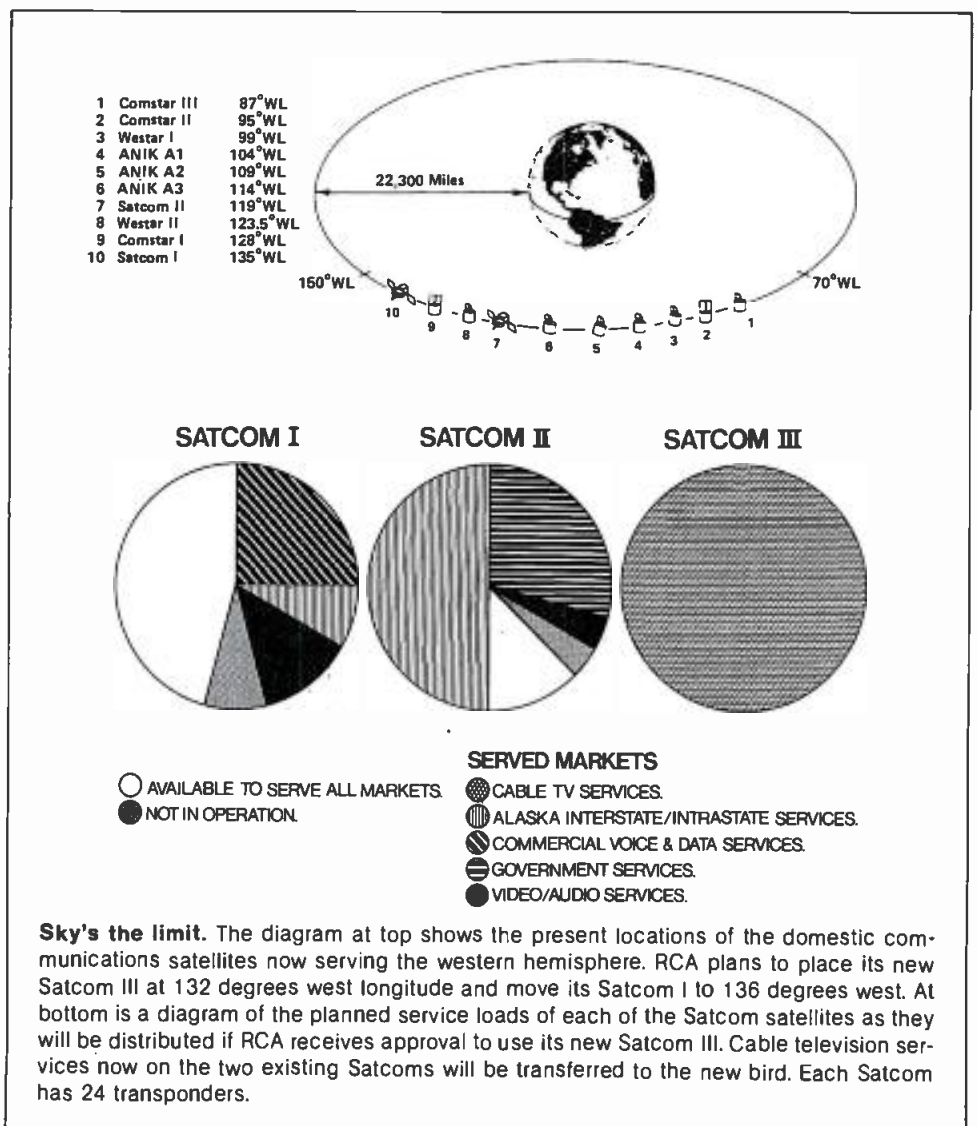 1 Comstar III 87°WL
2 Comstar II 95°WL
3 Westar I 99°WL
4 ANIK A1 104°WL
5 ANIK A2 109°WL
6 ANIK A3 114°WL
7 Satcom II 119°WL
8 Westar II 123.5°WL
9 Comstar I 128°WL
10 Satcom I 135°WL
22,300 Miles
150°WL
70°WL
10 9 8 7 6 5 4 3 2 1
SATCOM I SATCOM II SATCOM III
AVAILABLE TO SERVE ALL MARKETS.
NOT IN OPERATION.
SERVED MARKETS
CABLE TV SERVICES.
ALASKA INTERSTATE/INTRASTATE SERVICES.
COMMERCIAL VOICE & DATA SERVICES.
GOVERNMENT SERVICES.
VIDEO/AUDIO SERVICES.
Sky's the limit. The diagram at top shows the present locations of the domestic com-
munications satellites now serving the western hemisphere. RCA plans to place its new
Satcom III at 132 degrees west longitude and move its Satcom I to 136 degrees west. At
bottom is a diagram of the planned service loads of each of the Satcom satellites as they
will be distributed if RCA receives approval to use its new Satcom III. Cable television ser-
vices now on the two existing Satcoms will be transferred to the new bird. Each Satcom
has 24 transponders.